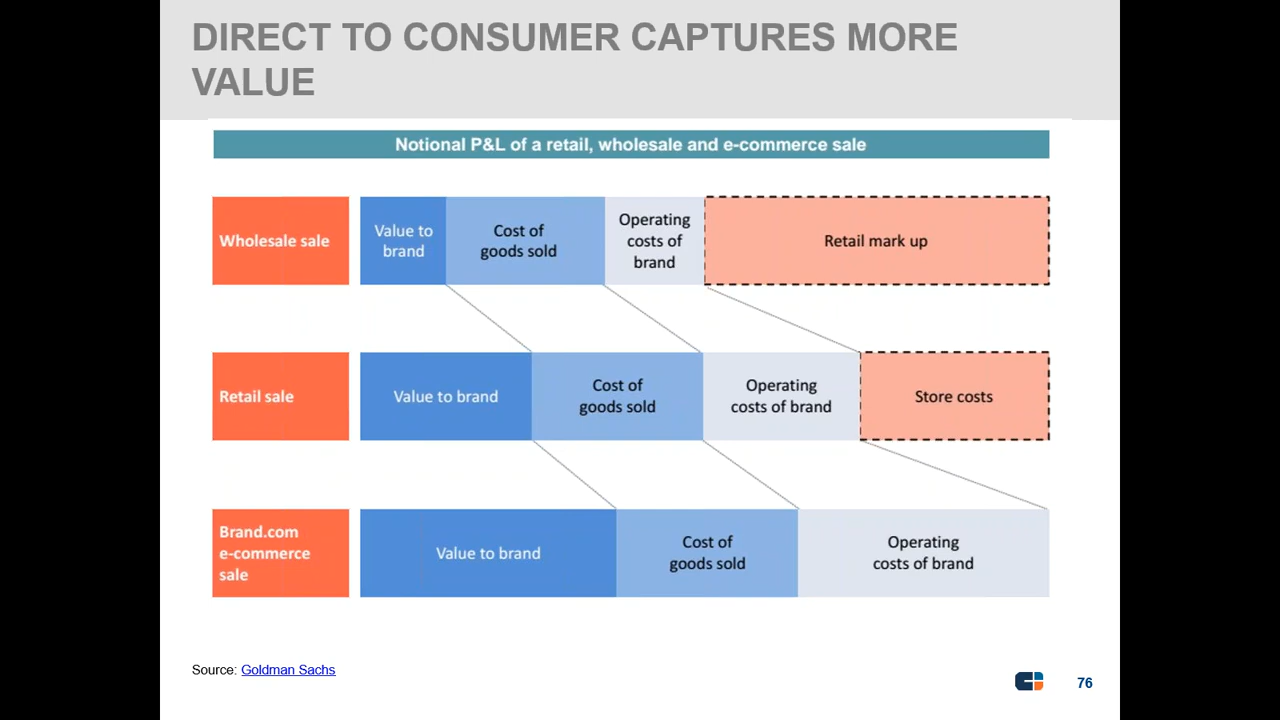 DIRECT TO CONSUMER CAPTURES MORE
VALUE
Notional P&L of a retail, wholesale and e-commerce sale
Wholesale sale
Value to
brand
Cost of
goods sold
Operating
costs of
brand
Retail mark up
Retail sale
Value to brand
Cost of
goods sold
Operating
costs of brand
Store costs
Brand.com
e-commerce
sale
Value to brand
Cost of
goods sold
Operating
costs of brand
Source: Goldman Sachs
76